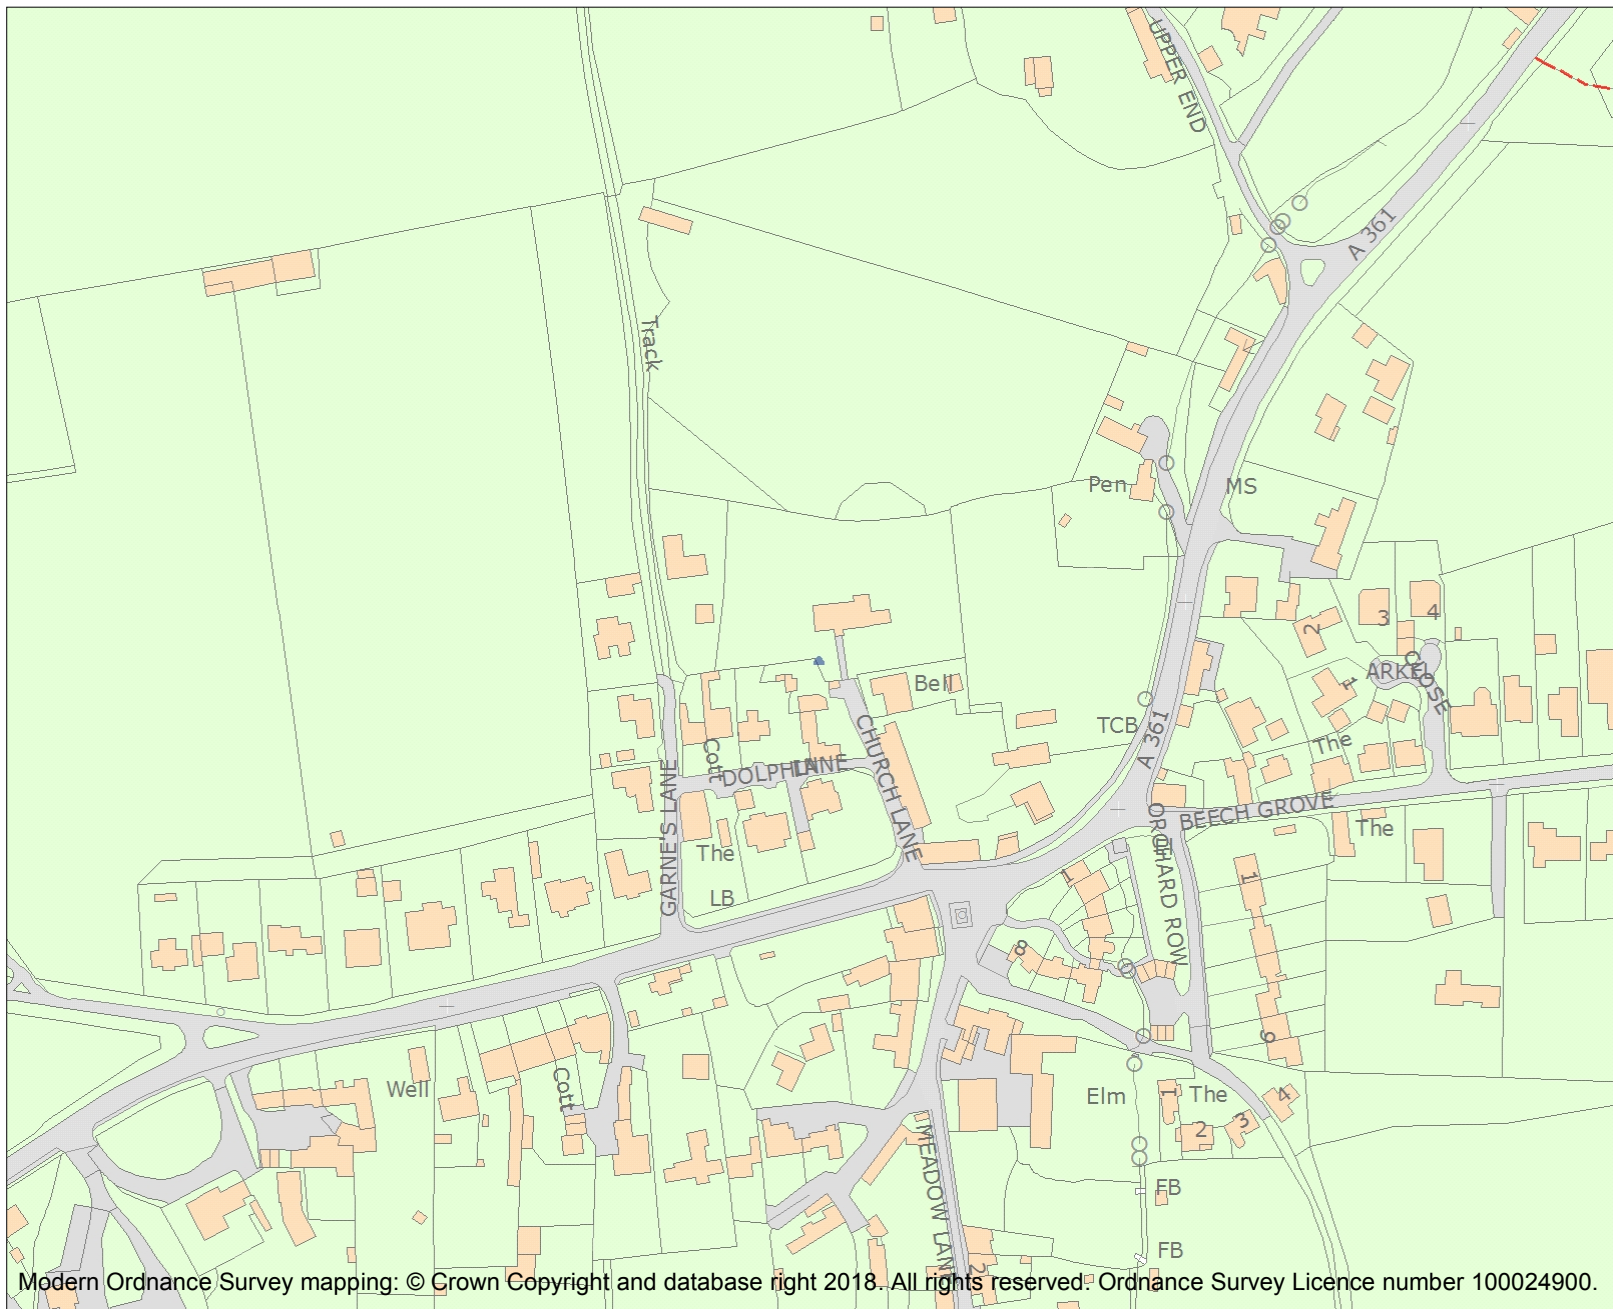 UPPER END
A 361
Track
Pen
MS
2
3
4
ARKEL
CLOSE
1
Bell
TCB
A 361
The
Cott
DOLPHIN
LANE
CHURCH LANE
GARNE'S LANE
BEECH GROVE
The
ORCHARD ROW
The
LB
1
1
8
9
Well
Cott
Elm
The
1
2
3
4
MEADOW LANE
FB
FB
2
Modern Ordnance Survey mapping: © Crown Copyright and database right 2018. All rights reserved. Ordnance Survey Licence number 100024900.